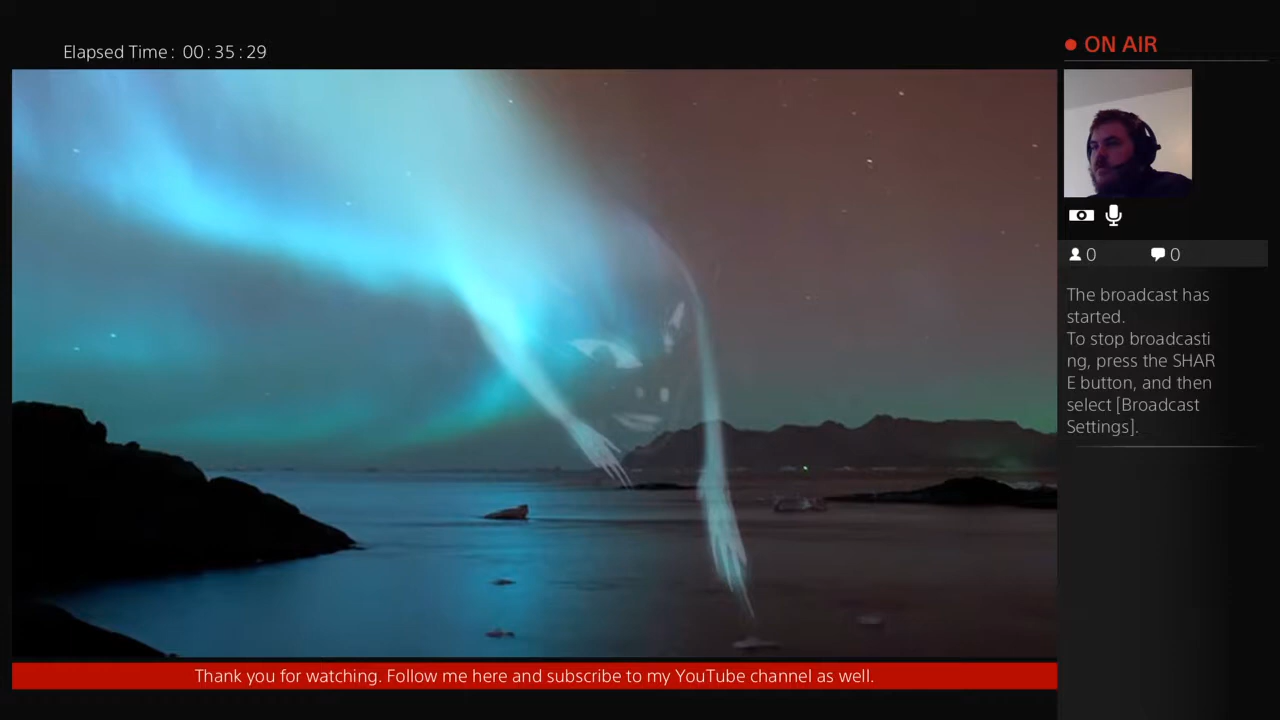 Elapsed Time: 00:35:29
ON AIR
0 0
The broadcast has
started.
To stop broadcasti
ng, press the SHAR
E button, and then
select [Broadcast
Settings].
Thank you for watching. Follow me here and subscribe to my YouTube channel as well.